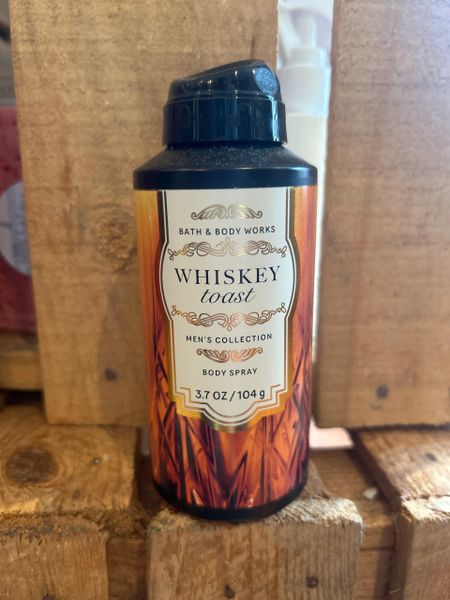 BATH & BODY WORKS
WHISKEY
toast
MEN'S COLLECTION
BODY SPRAY
3.7 OZ / 104 g